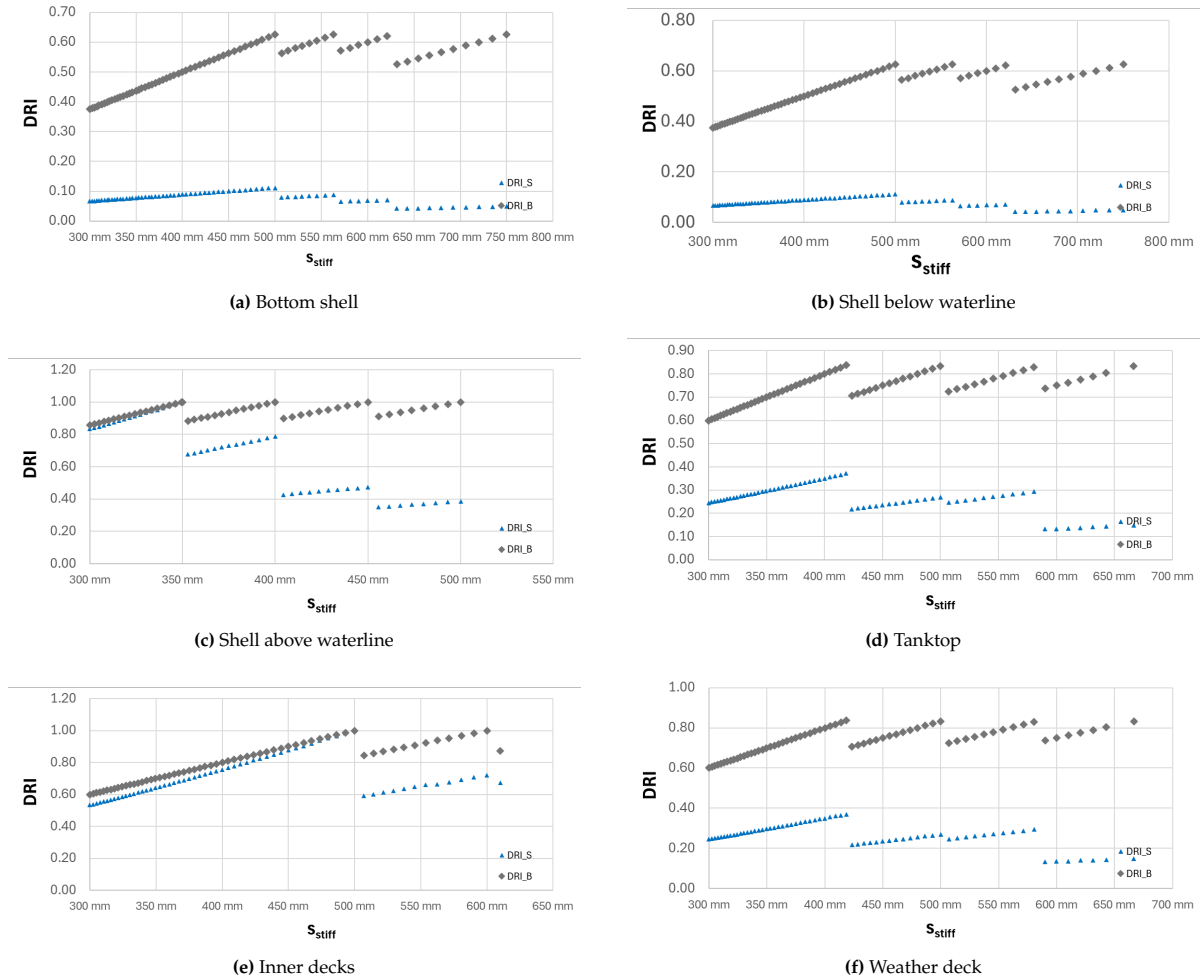 0.60
0.50
0.40
0.30
0.20
0.10
0.00
DRI
DRI_S
DRI_B
300 mm 350 mm 400 mm 450 mm 500 mm 550 mm 600 mm 650 mm 700 mm 750 mm 800 mm
s_stiff
(a) Bottom shell
0.80
0.60
0.40
0.20
0.00
DRI
DRI_S
DRI_B
300 mm 400 mm 500 mm 600 mm 700 mm 800 mm
s_stiff
(b) Shell below waterline
1.20
1.00
0.80
0.60
0.40
0.20
0.00
DRI
DRI_S
DRI_B
300 mm 350 mm 400 mm 450 mm 500 mm 550 mm
s_stiff
(c) Shell above waterline
0.90
0.80
0.70
0.60
0.50
0.40
0.30
0.20
0.10
0.00
DRI
DRI_S
DRI_B
300 mm 350 mm 400 mm 450 mm 500 mm 550 mm 600 mm 650 mm 700 mm
s_stiff
(d) Tanktop
1.20
1.00
0.80
0.60
0.40
0.20
0.00
DRI
DRI_S
DRI_B
300 mm 350 mm 400 mm 450 mm 500 mm 550 mm 600 mm 650 mm
s_stiff
(e) Inner decks
1.00
0.80
0.60
0.40
0.20
0.00
DRI
DRI_S
DRI_B
300 mm 350 mm 400 mm 450 mm 500 mm 550 mm 600 mm 650 mm 700 mm
s_stiff
(f) Weather deck